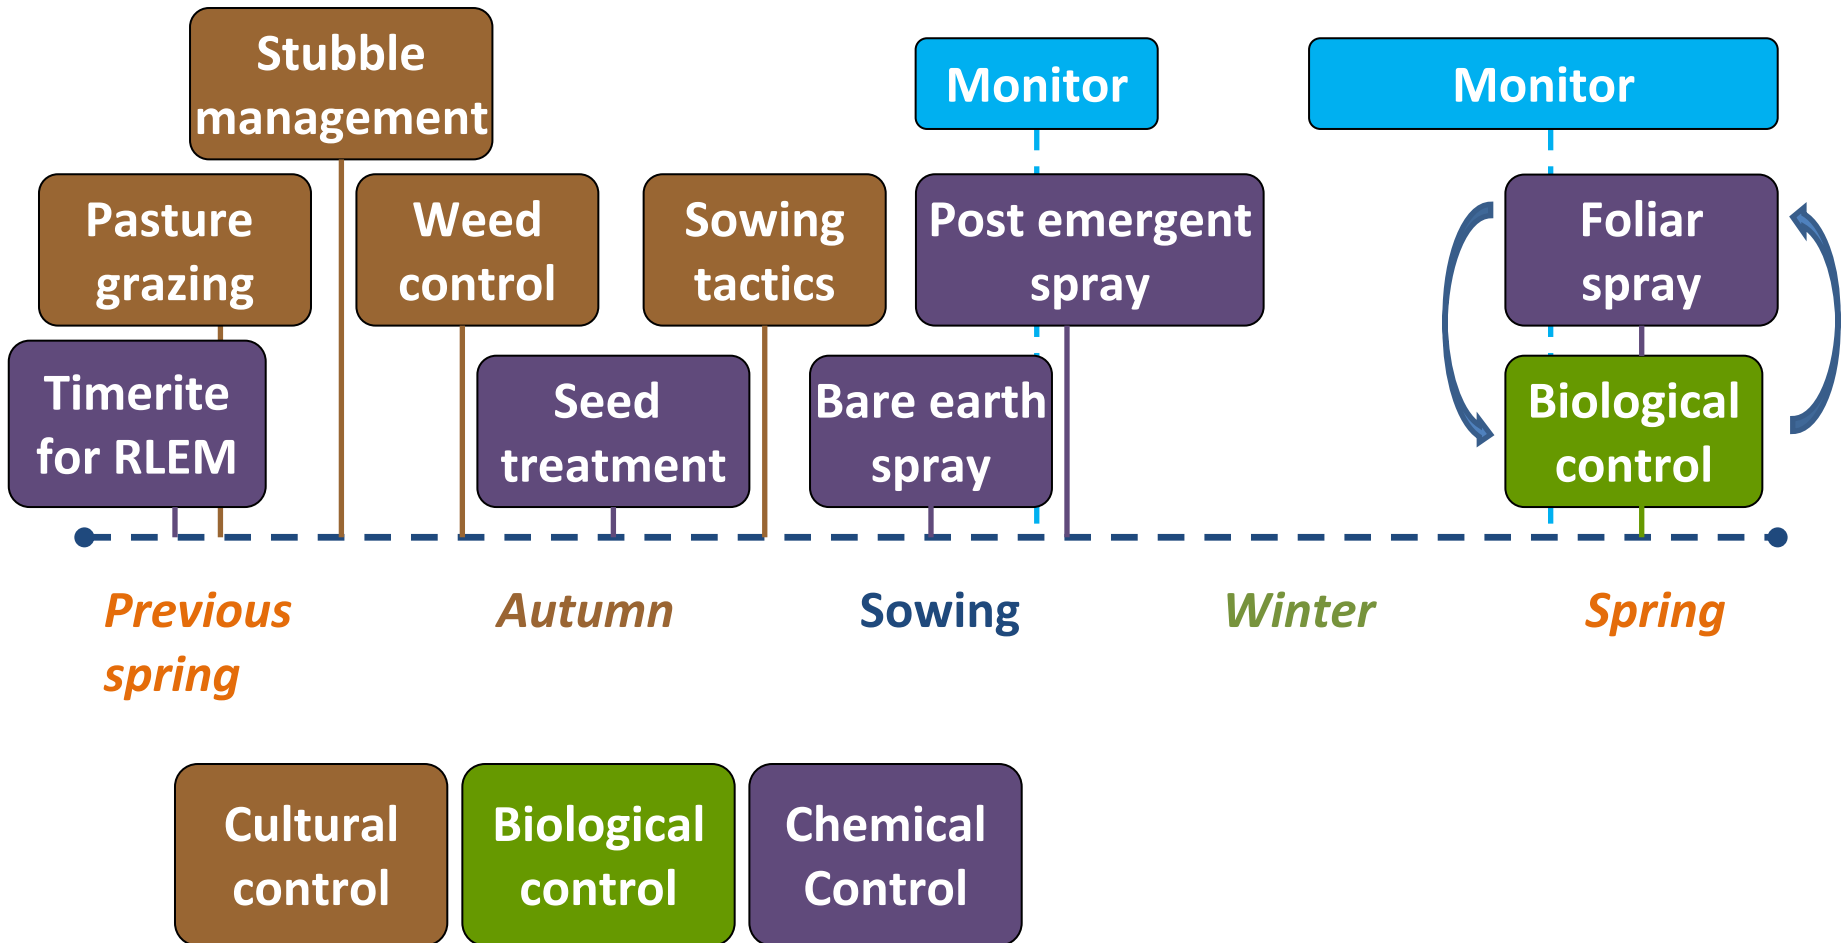 Stubble
management
Monitor
Monitor
Pasture
grazing
Weed
control
Sowing
tactics
Post emergent
spray
Foliar
spray
Timerite
for RLEM
Seed
treatment
Bare earth
spray
Biological
control
Previous
spring
Autumn
Sowing
Winter
Spring
Cultural
control
Biological
control
Chemical
Control